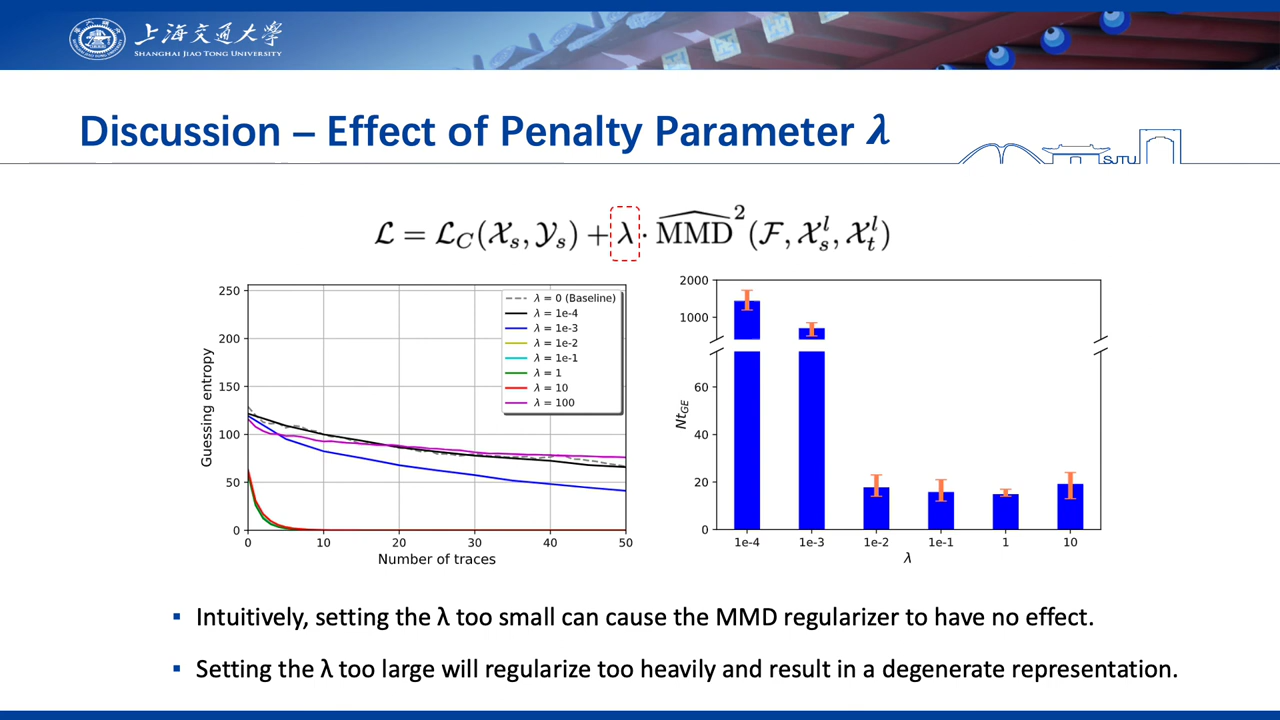 上海交通大学
SHANGHAI JIAO TONG UNIVERSITY
Discussion – Effect of Penalty Parameter λ
SJTU
ℒ = ℒ_C(𝒳_s, 𝒴_s) + λ · \widehat{MMD}^2(ℱ, 𝒳_s^l, 𝒳_t^l)
Guessing entropy
250
200
150
100
50
0
0 10 20 30 40 50
Number of traces
λ = 0 (Baseline)
λ = 1e-4
λ = 1e-3
λ = 1e-2
λ = 1e-1
λ = 1
λ = 10
λ = 100
Nt_GE
2000
1000
60
40
20
0
1e-4 1e-3 1e-2 1e-1 1 10
λ
▪ Intuitively, setting the λ too small can cause the MMD regularizer to have no effect.
▪ Setting the λ too large will regularize too heavily and result in a degenerate representation.